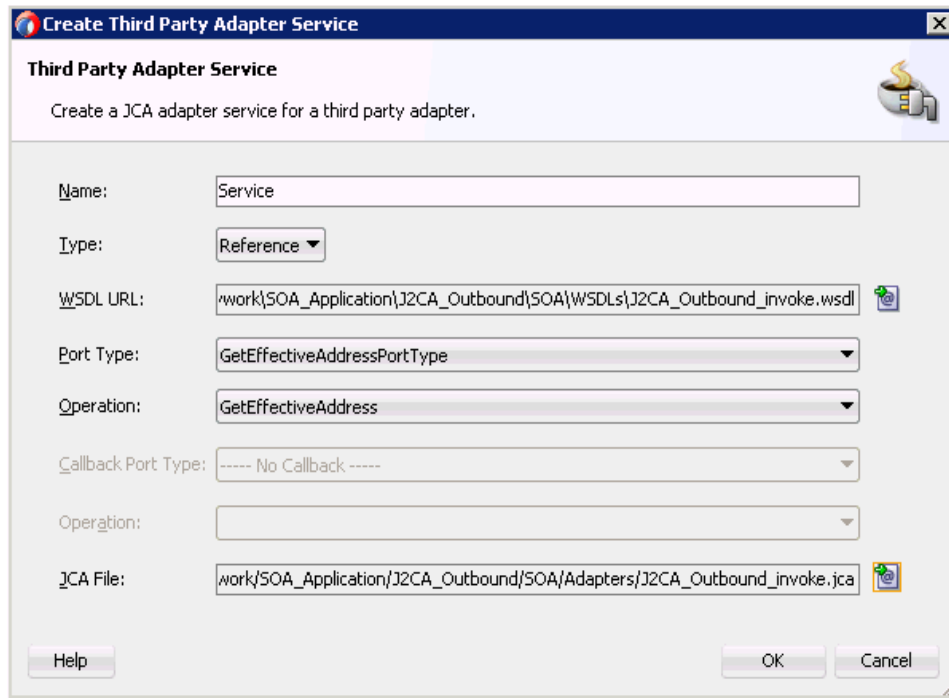 Create Third Party Adapter Service
Third Party Adapter Service
Create a JCA adapter service for a third party adapter.
Name: Service
Type: Reference
WSDL URL: work\SOA_Application\J2CA_Outbound\SOA\WSDLs\J2CA_Outbound_invoke.wsdl
Port Type: GetEffectiveAddressPortType
Operation: GetEffectiveAddress
Callback Port Type: ----- No Callback -----
Operation:
JCA File: work/SOA_Application/J2CA_Outbound/SOA/Adapters/J2CA_Outbound_invoke.jca
Help OK Cancel